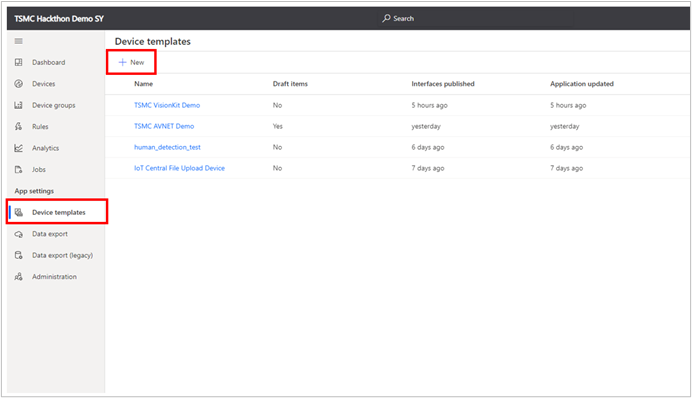 TSMC Hackthon Demo SY
Search
Dashboard
Devices
Device groups
Rules
Analytics
Jobs
App settings
Device templates
Data export
Data export (legacy)
Administration
Device templates
New
Name Draft items Interfaces published Application updated
TSMC VisionKit Demo No 5 hours ago 5 hours ago
TSMC AVNET Demo Yes yesterday yesterday
human_detection_test No 6 days ago 6 days ago
IoT Central File Upload Device No 7 days ago 7 days ago